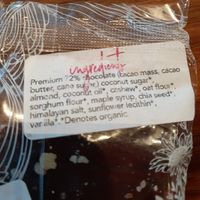 ingredients
Premium 72% chocolate (cacao mass, cacao
butter, cane sugar) coconut sugar*,
almond, coconut oil*, cashew*, oat flour*,
sorghum flour*, maple syrup, chia seed*,
himalayan salt, sunflower lecithin*,
vanilla*. *Denotes organic.